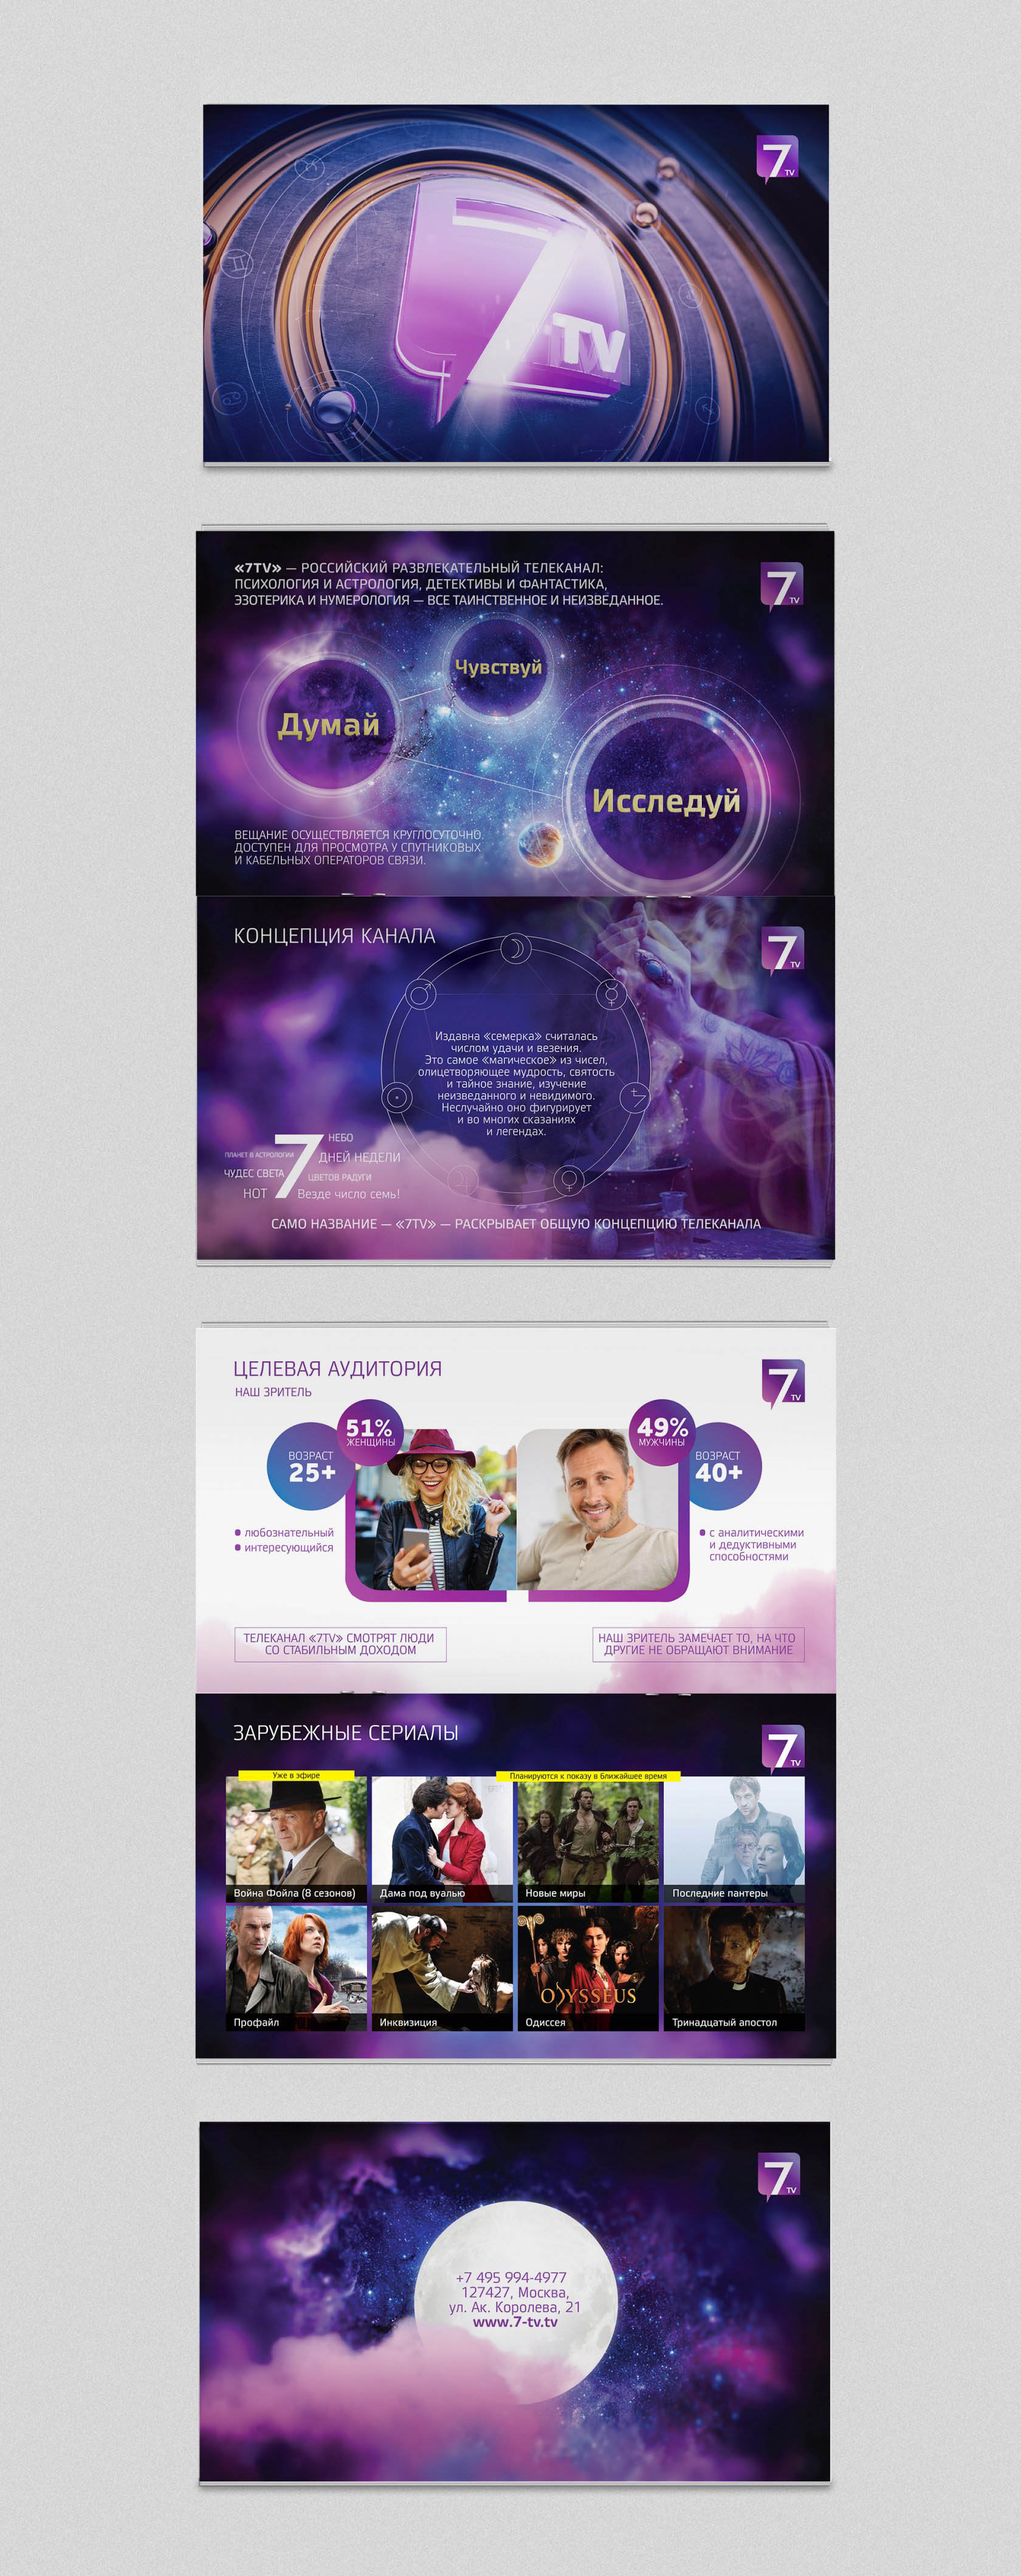 7
TV
7
TV
«7TV» — РОССИЙСКИЙ РАЗВЛЕКАТЕЛЬНЫЙ ТЕЛЕКАНАЛ:
ПСИХОЛОГИЯ И АСТРОЛОГИЯ, ДЕТЕКТИВЫ И ФАНТАСТИКА,
ЭЗОТЕРИКА И НУМЕРОЛОГИЯ — ВСЕ ТАИНСТВЕННОЕ И НЕИЗВЕДАННОЕ.
7
TV
Чувствуй
Думай
Исследуй
ВЕЩАНИЕ ОСУЩЕСТВЛЯЕТСЯ КРУГЛОСУТОЧНО.
ДОСТУПЕН ДЛЯ ПРОСМОТРА У СПУТНИКОВЫХ
И КАБЕЛЬНЫХ ОПЕРАТОРОВ СВЯЗИ.
КОНЦЕПЦИЯ КАНАЛА
7
TV
Издавна «семерка» считалась
числом удачи и везения.
Это самое «магическое» из чисел,
олицетворяющее мудрость, святость
и тайное знание, изучение
неизведанного и невидимого.
Неслучайно оно фигурирует
и во многих сказаниях
и легендах.
7
НЕБО
ПЛАНЕТ В АСТРОЛОГИИ
ДНЕЙ НЕДЕЛИ
ЧУДЕС СВЕТА
ЦВЕТОВ РАДУГИ
НОТ
Везде число семь!
САМО НАЗВАНИЕ — «7TV» — РАСКРЫВАЕТ ОБЩУЮ КОНЦЕПЦИЮ ТЕЛЕКАНАЛА
ЦЕЛЕВАЯ АУДИТОРИЯ
НАШ ЗРИТЕЛЬ
7
TV
51%
ЖЕНЩИНЫ
ВОЗРАСТ
25+
49%
МУЖЧИНЫ
ВОЗРАСТ
40+
любознательный
интересующийся
с аналитическими
и дедуктивными
способностями
ТЕЛЕКАНАЛ «7TV» СМОТРЯТ ЛЮДИ
СО СТАБИЛЬНЫМ ДОХОДОМ
НАШ ЗРИТЕЛЬ ЗАМЕЧАЕТ ТО, НА ЧТО
ДРУГИЕ НЕ ОБРАЩАЮТ ВНИМАНИЕ
ЗАРУБЕЖНЫЕ СЕРИАЛЫ
7
TV
Уже в эфире
Планируются к показу в ближайшее время
Война Фойла (8 сезонов)
Дама под вуалью
Новые миры
Последние пантеры
ODYSSEUS
Профайл
Инквизиция
Одиссея
Тринадцатый апостол
7
TV
+7 495 994-4977
127427, Москва,
ул. Ак. Королева, 21
www.7-tv.tv